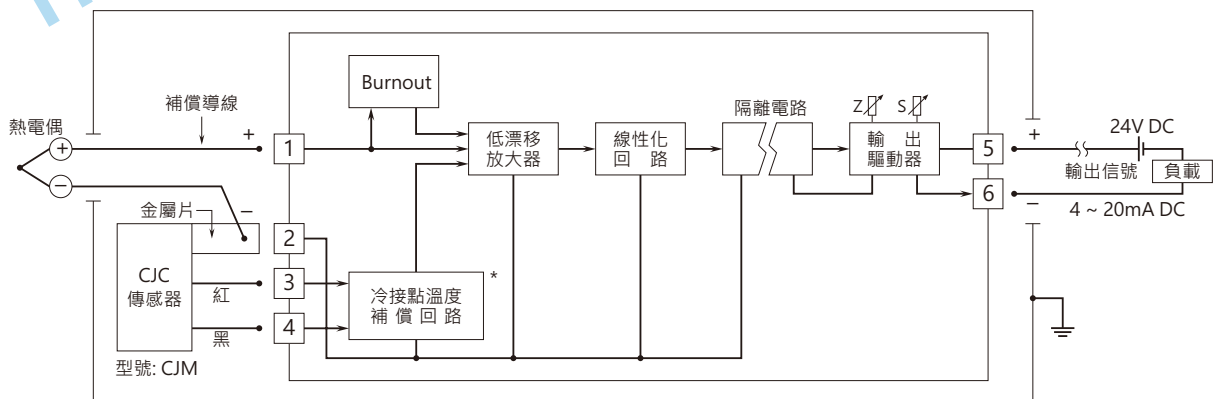 Burnout
補償導線
熱電偶
+
+
−
−
1
2
3
4
金屬片
CJC
傳感器
紅
黑
型號: CJM
低漂移
放大器
線性化
回 路
隔離電路
Z
S
輸 出
驅動器
冷接點溫度
補 償 回 路
*
5
6
+
−
24V DC
輸出信號
負載
4 ~ 20mA DC